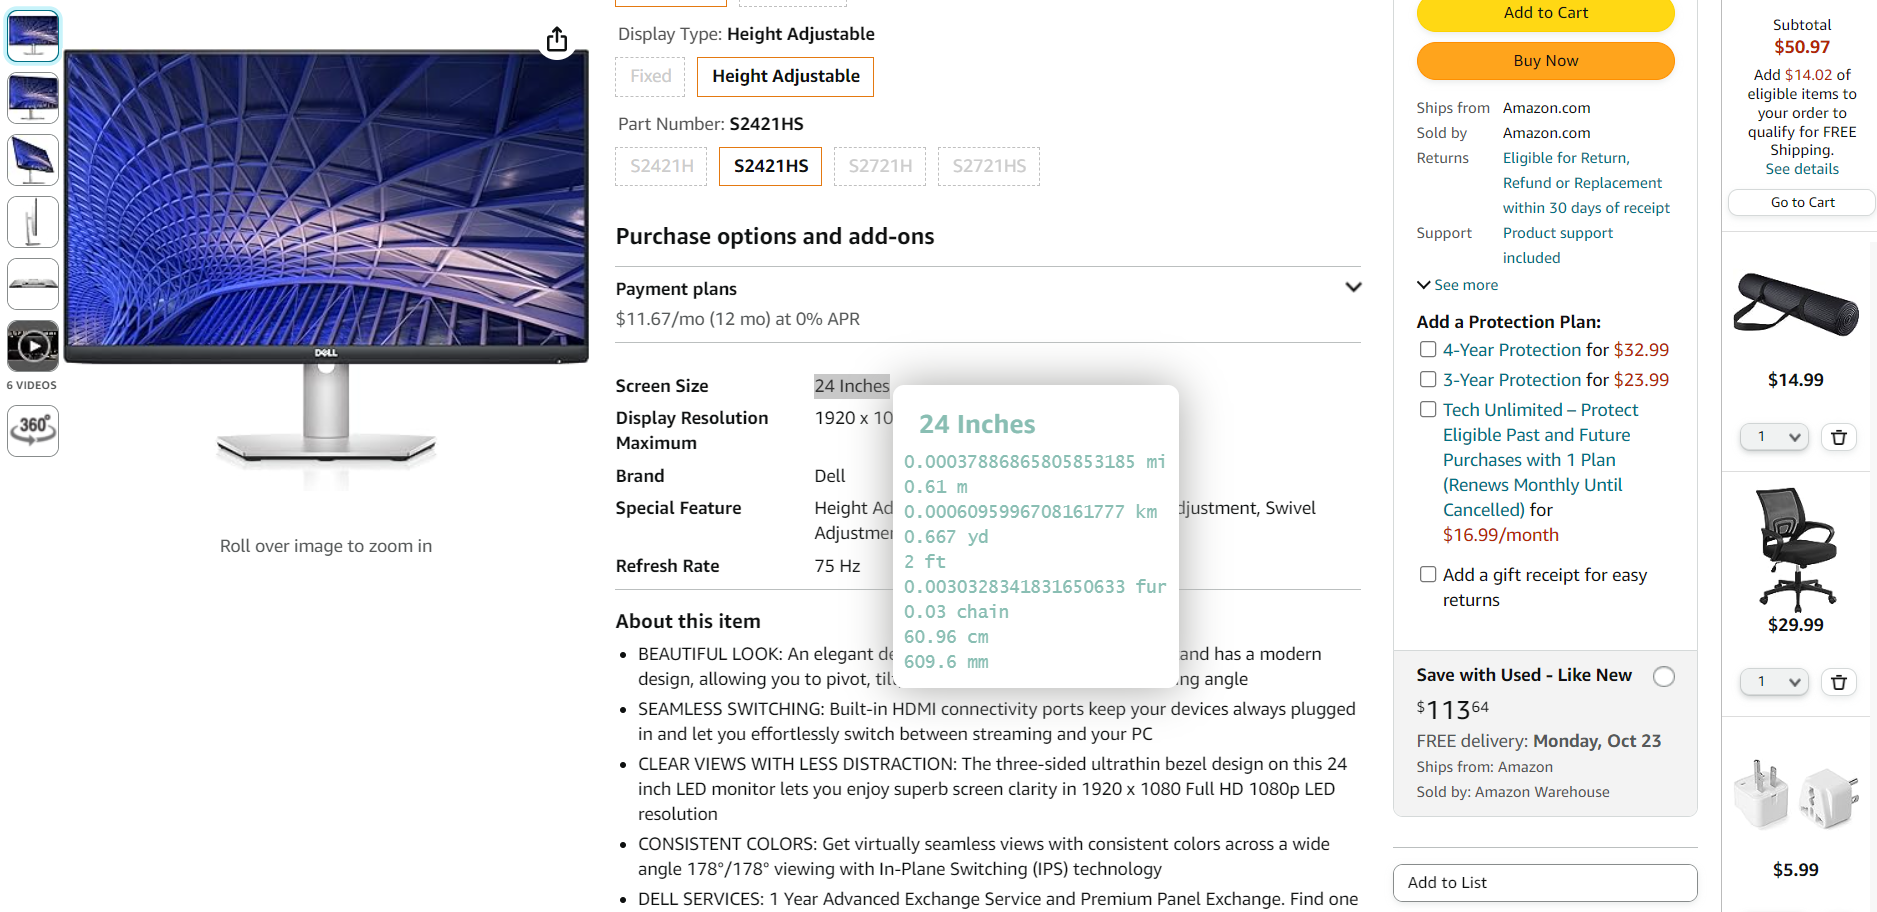 6 VIDEOS
360°
DELL
Roll over image to zoom in
Display Type: Height Adjustable
Fixed
Height Adjustable
Part Number: S2421HS
S2421H
S2421HS
S2721H
S2721HS
Purchase options and add-ons
Payment plans
$11.67/mo (12 mo) at 0% APR
Screen Size 24 Inches
Display Resolution 1920 x 10
Maximum
Brand Dell
Special Feature Height Ad djustment, Swivel
Adjustmen
Refresh Rate 75 Hz
24 Inches
0.00037886865805853185 mi
0.61 m
0.0006095996708161777 km
0.667 yd
2 ft
0.0030328341831650633 fur
0.03 chain
60.96 cm
609.6 mm
About this item
BEAUTIFUL LOOK: An elegant de and has a modern
design, allowing you to pivot, tilt ng angle
SEAMLESS SWITCHING: Built-in HDMI connectivity ports keep your devices always plugged
in and let you effortlessly switch between streaming and your PC
CLEAR VIEWS WITH LESS DISTRACTION: The three-sided ultrathin bezel design on this 24
inch LED monitor lets you enjoy superb screen clarity in 1920 x 1080 Full HD 1080p LED
resolution
CONSISTENT COLORS: Get virtually seamless views with consistent colors across a wide
angle 178°/178° viewing with In-Plane Switching (IPS) technology
DELL SERVICES: 1 Year Advanced Exchange Service and Premium Panel Exchange. Find one
Add to Cart
Buy Now
Ships from Amazon.com
Sold by Amazon.com
Returns Eligible for Return,
Refund or Replacement
within 30 days of receipt
Support Product support
included
See more
Add a Protection Plan:
4-Year Protection for $32.99
3-Year Protection for $23.99
Tech Unlimited – Protect
Eligible Past and Future
Purchases with 1 Plan
(Renews Monthly Until
Cancelled) for
$16.99/month
Add a gift receipt for easy
returns
Save with Used - Like New
$113 64
FREE delivery: Monday, Oct 23
Ships from: Amazon
Sold by: Amazon Warehouse
Add to List
Subtotal
$50.97
Add $14.02 of
eligible items to
your order to
qualify for FREE
Shipping.
See details
Go to Cart
$14.99
1
$29.99
1
$5.99